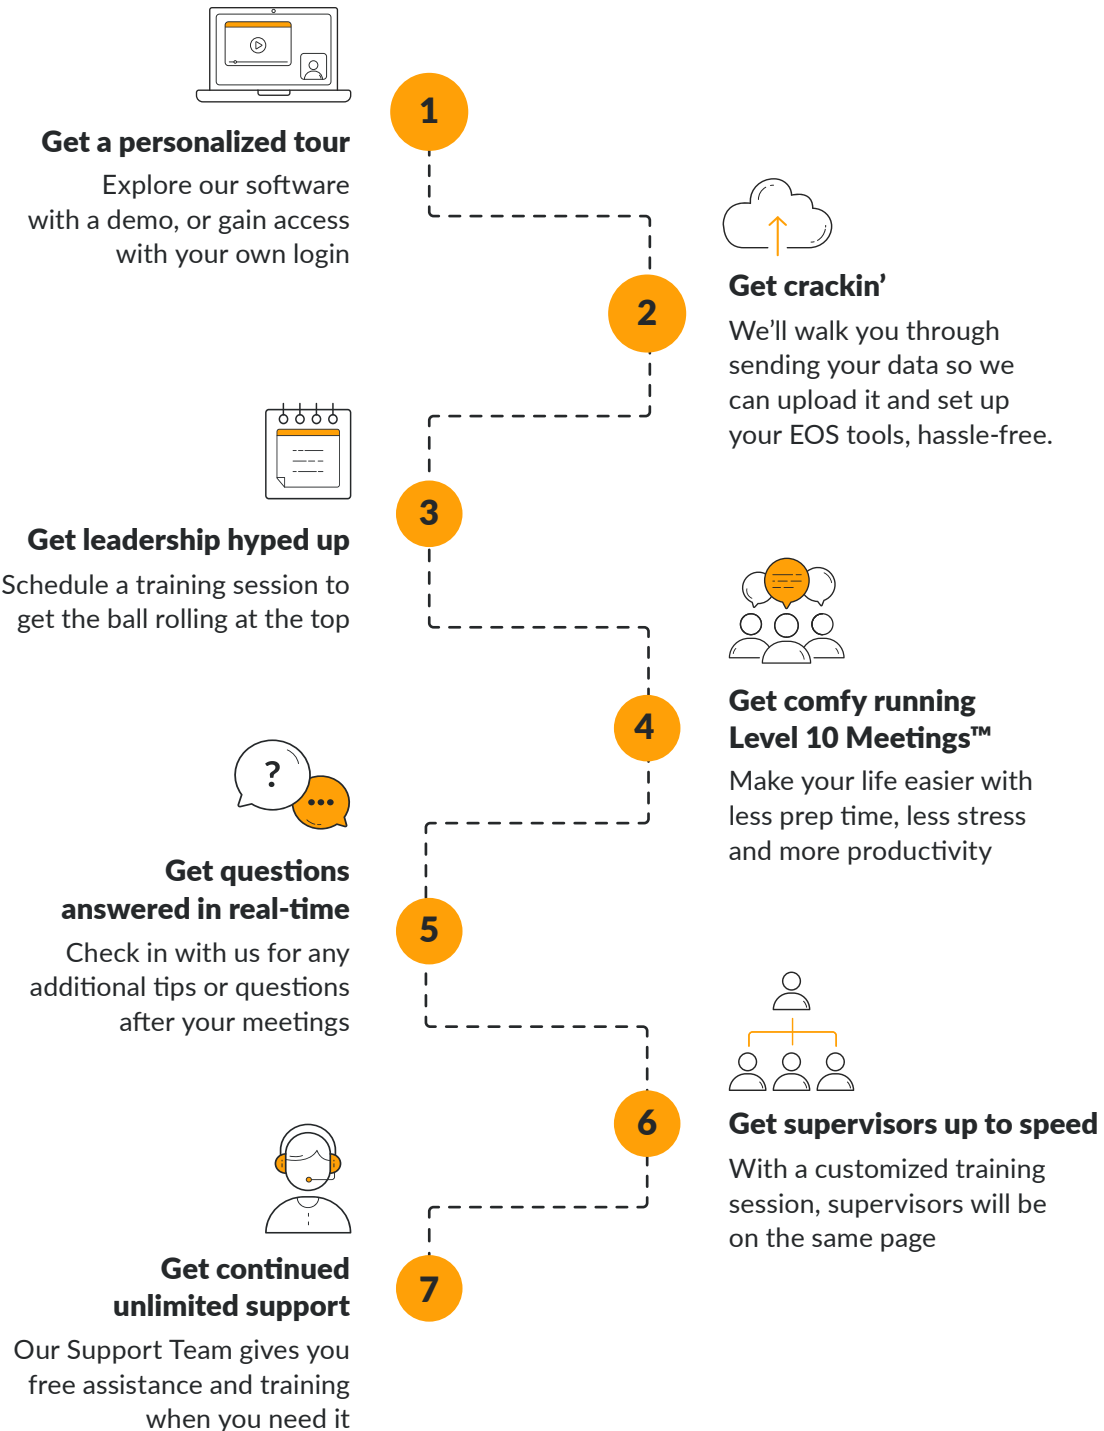 1
Get a personalized tour
Explore our software
with a demo, or gain access
with your own login
2
Get crackin’
We’ll walk you through
sending your data so we
can upload it and set up
your EOS tools, hassle-free.
3
Get leadership hyped up
Schedule a training session to
get the ball rolling at the top
4
Get comfy running
Level 10 Meetings™
Make your life easier with
less prep time, less stress
and more productivity
?
5
Get questions
answered in real-time
Check in with us for any
additional tips or questions
after your meetings
6
Get supervisors up to speed
With a customized training
session, supervisors will be
on the same page
7
Get continued
unlimited support
Our Support Team gives you
free assistance and training
when you need it